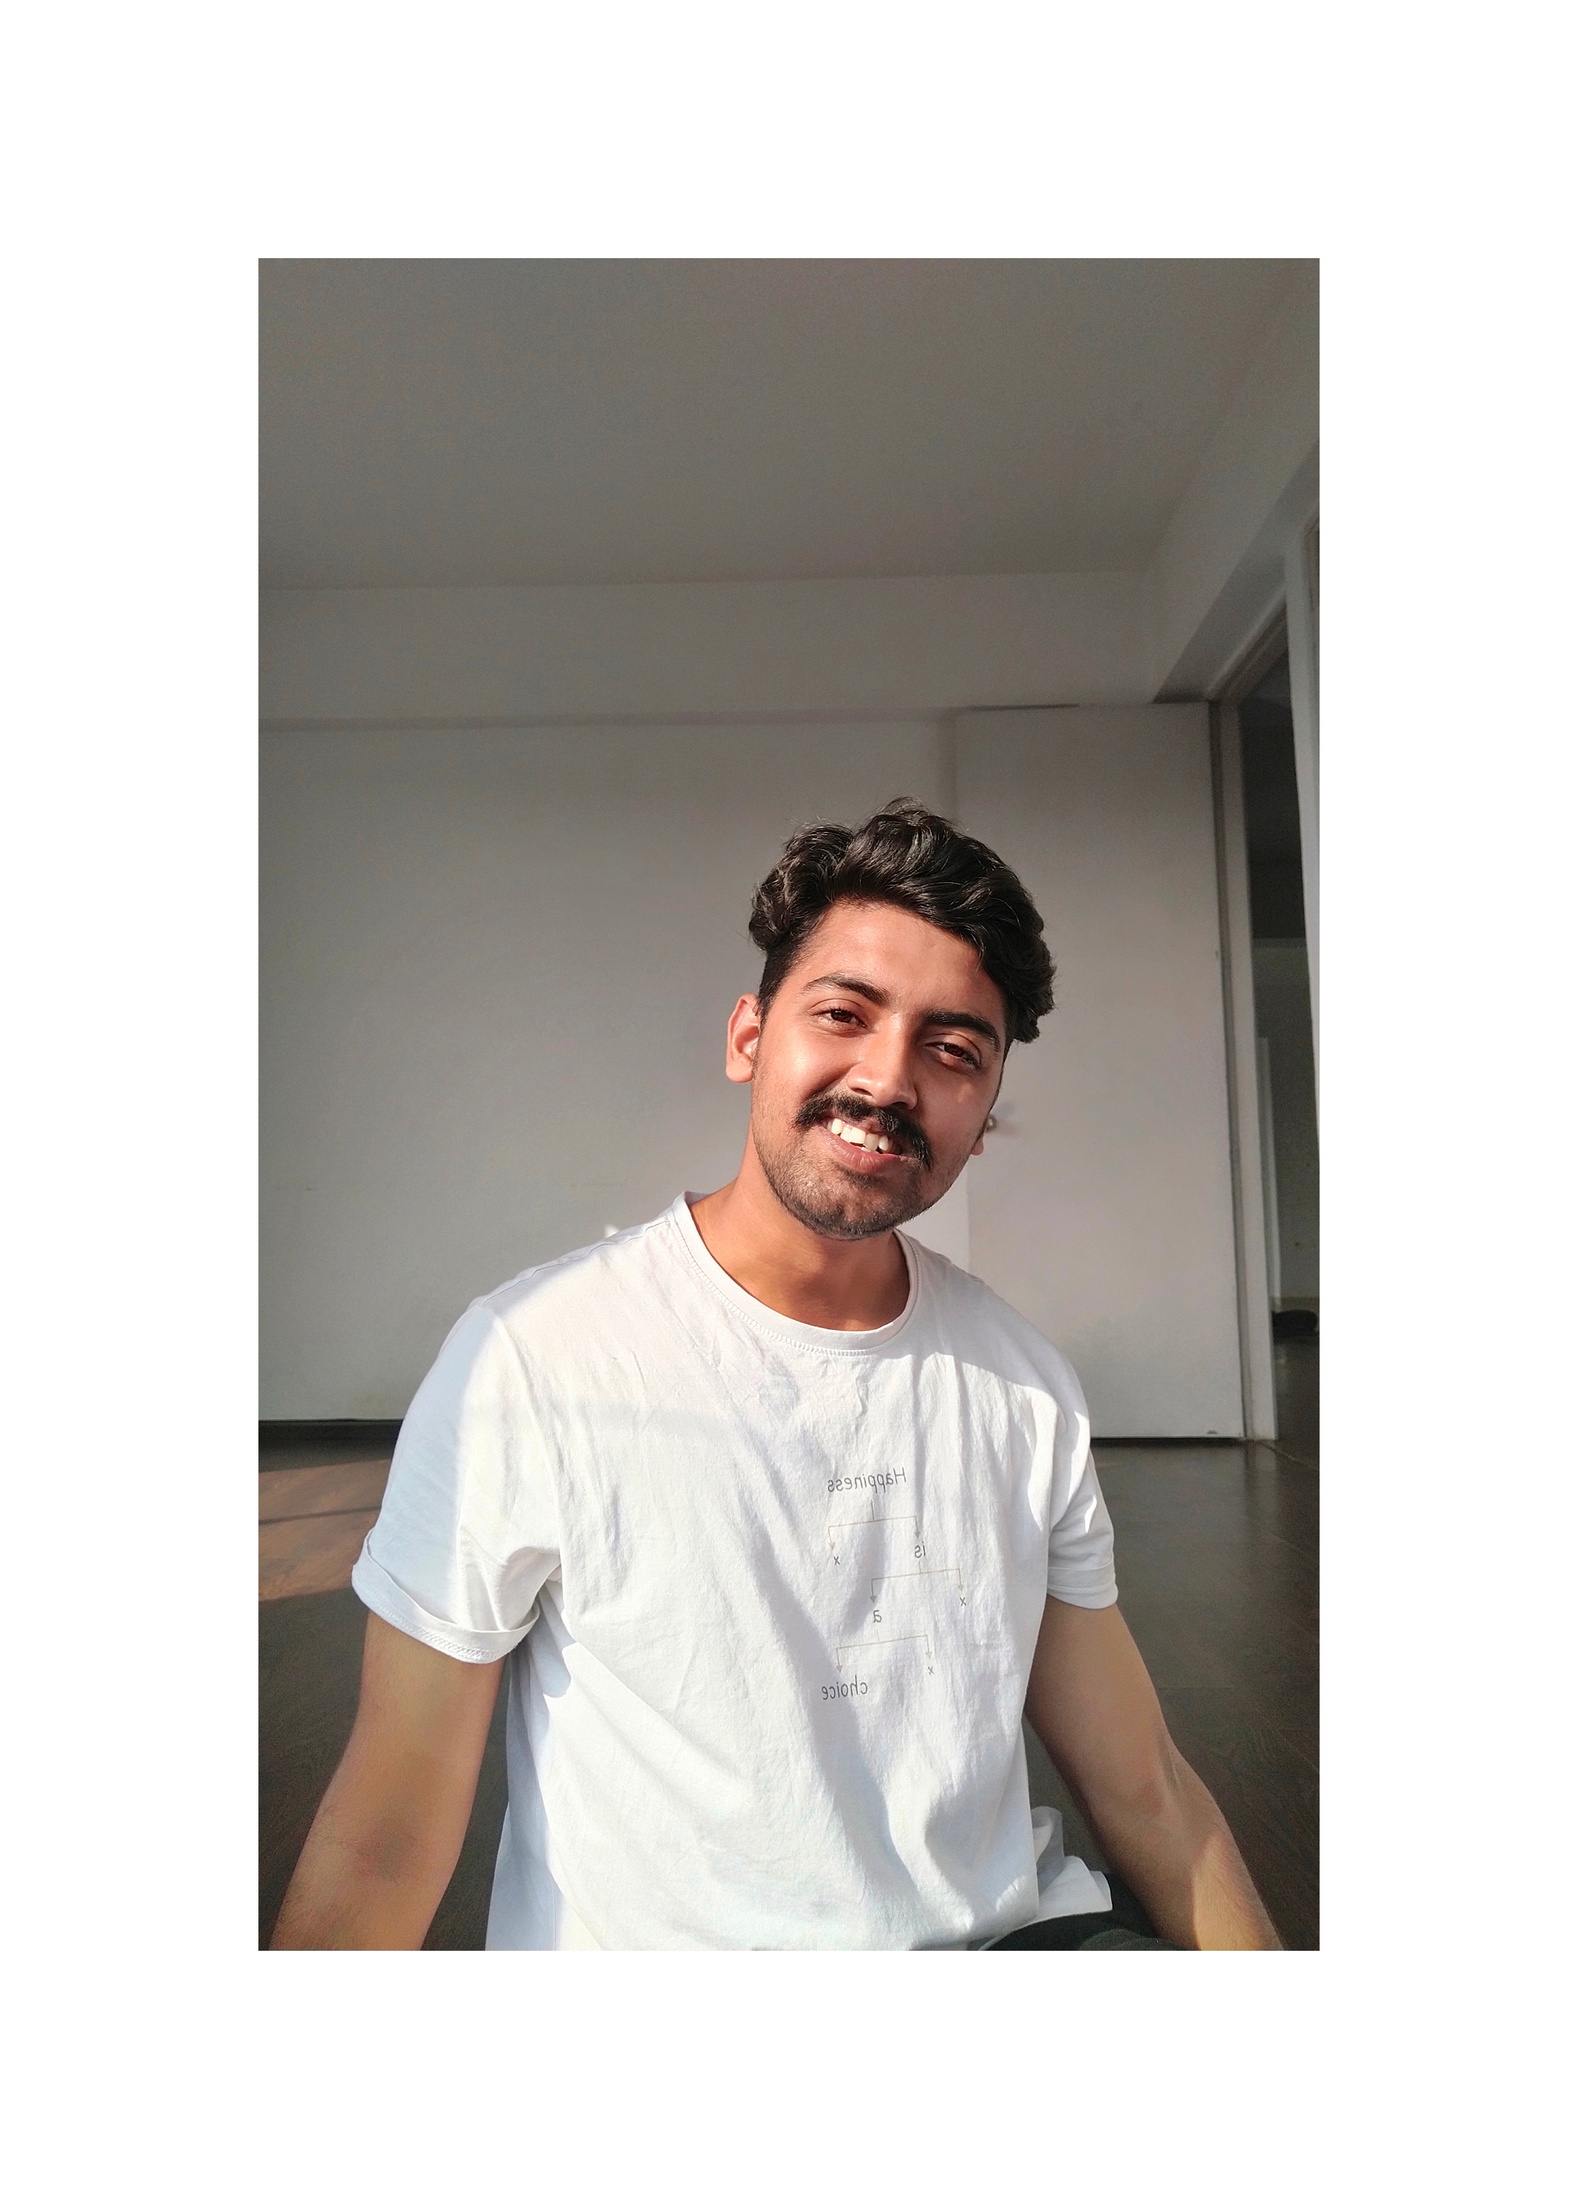 Happiness
x is
a x
choice x